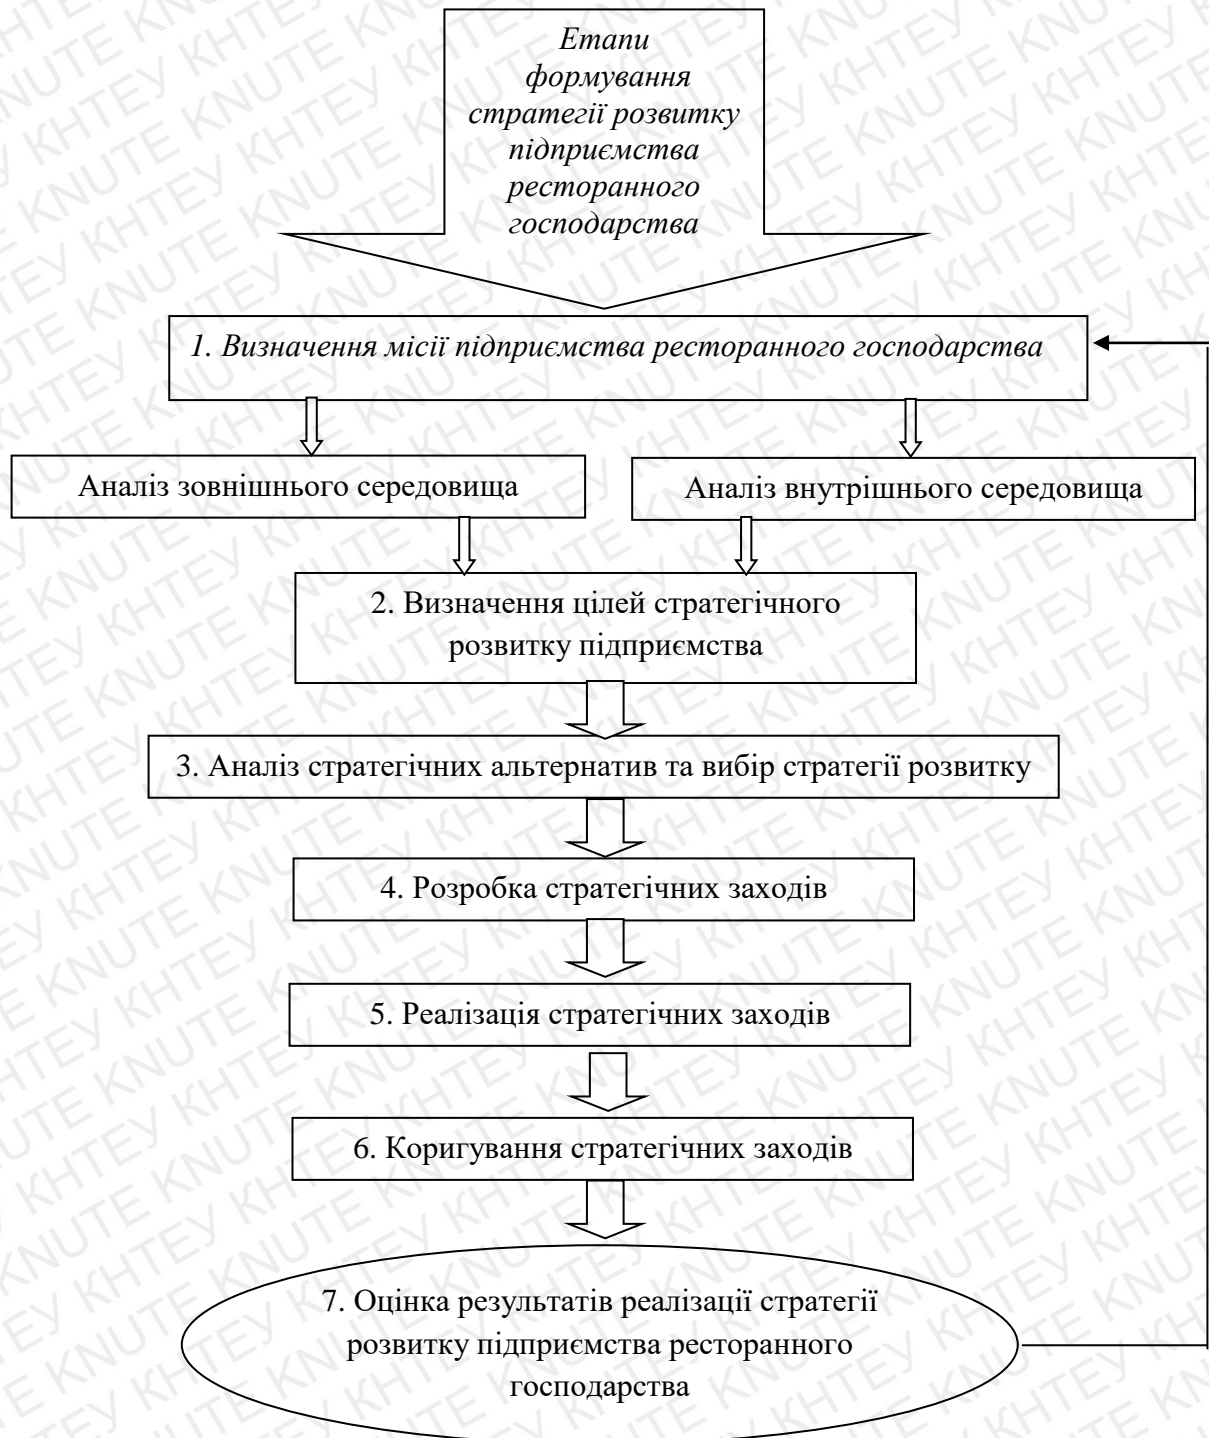 Етапи
формування
стратегії розвитку
підприємства
ресторанного
господарства
1. Визначення місії підприємства ресторанного господарства
Аналіз зовнішнього середовища
Аналіз внутрішнього середовища
2. Визначення цілей стратегічного
розвитку підприємства
3. Аналіз стратегічних альтернатив та вибір стратегії розвитку
4. Розробка стратегічних заходів
5. Реалізація стратегічних заходів
6. Коригування стратегічних заходів
7. Оцінка результатів реалізації стратегії
розвитку підприємства ресторанного
господарства